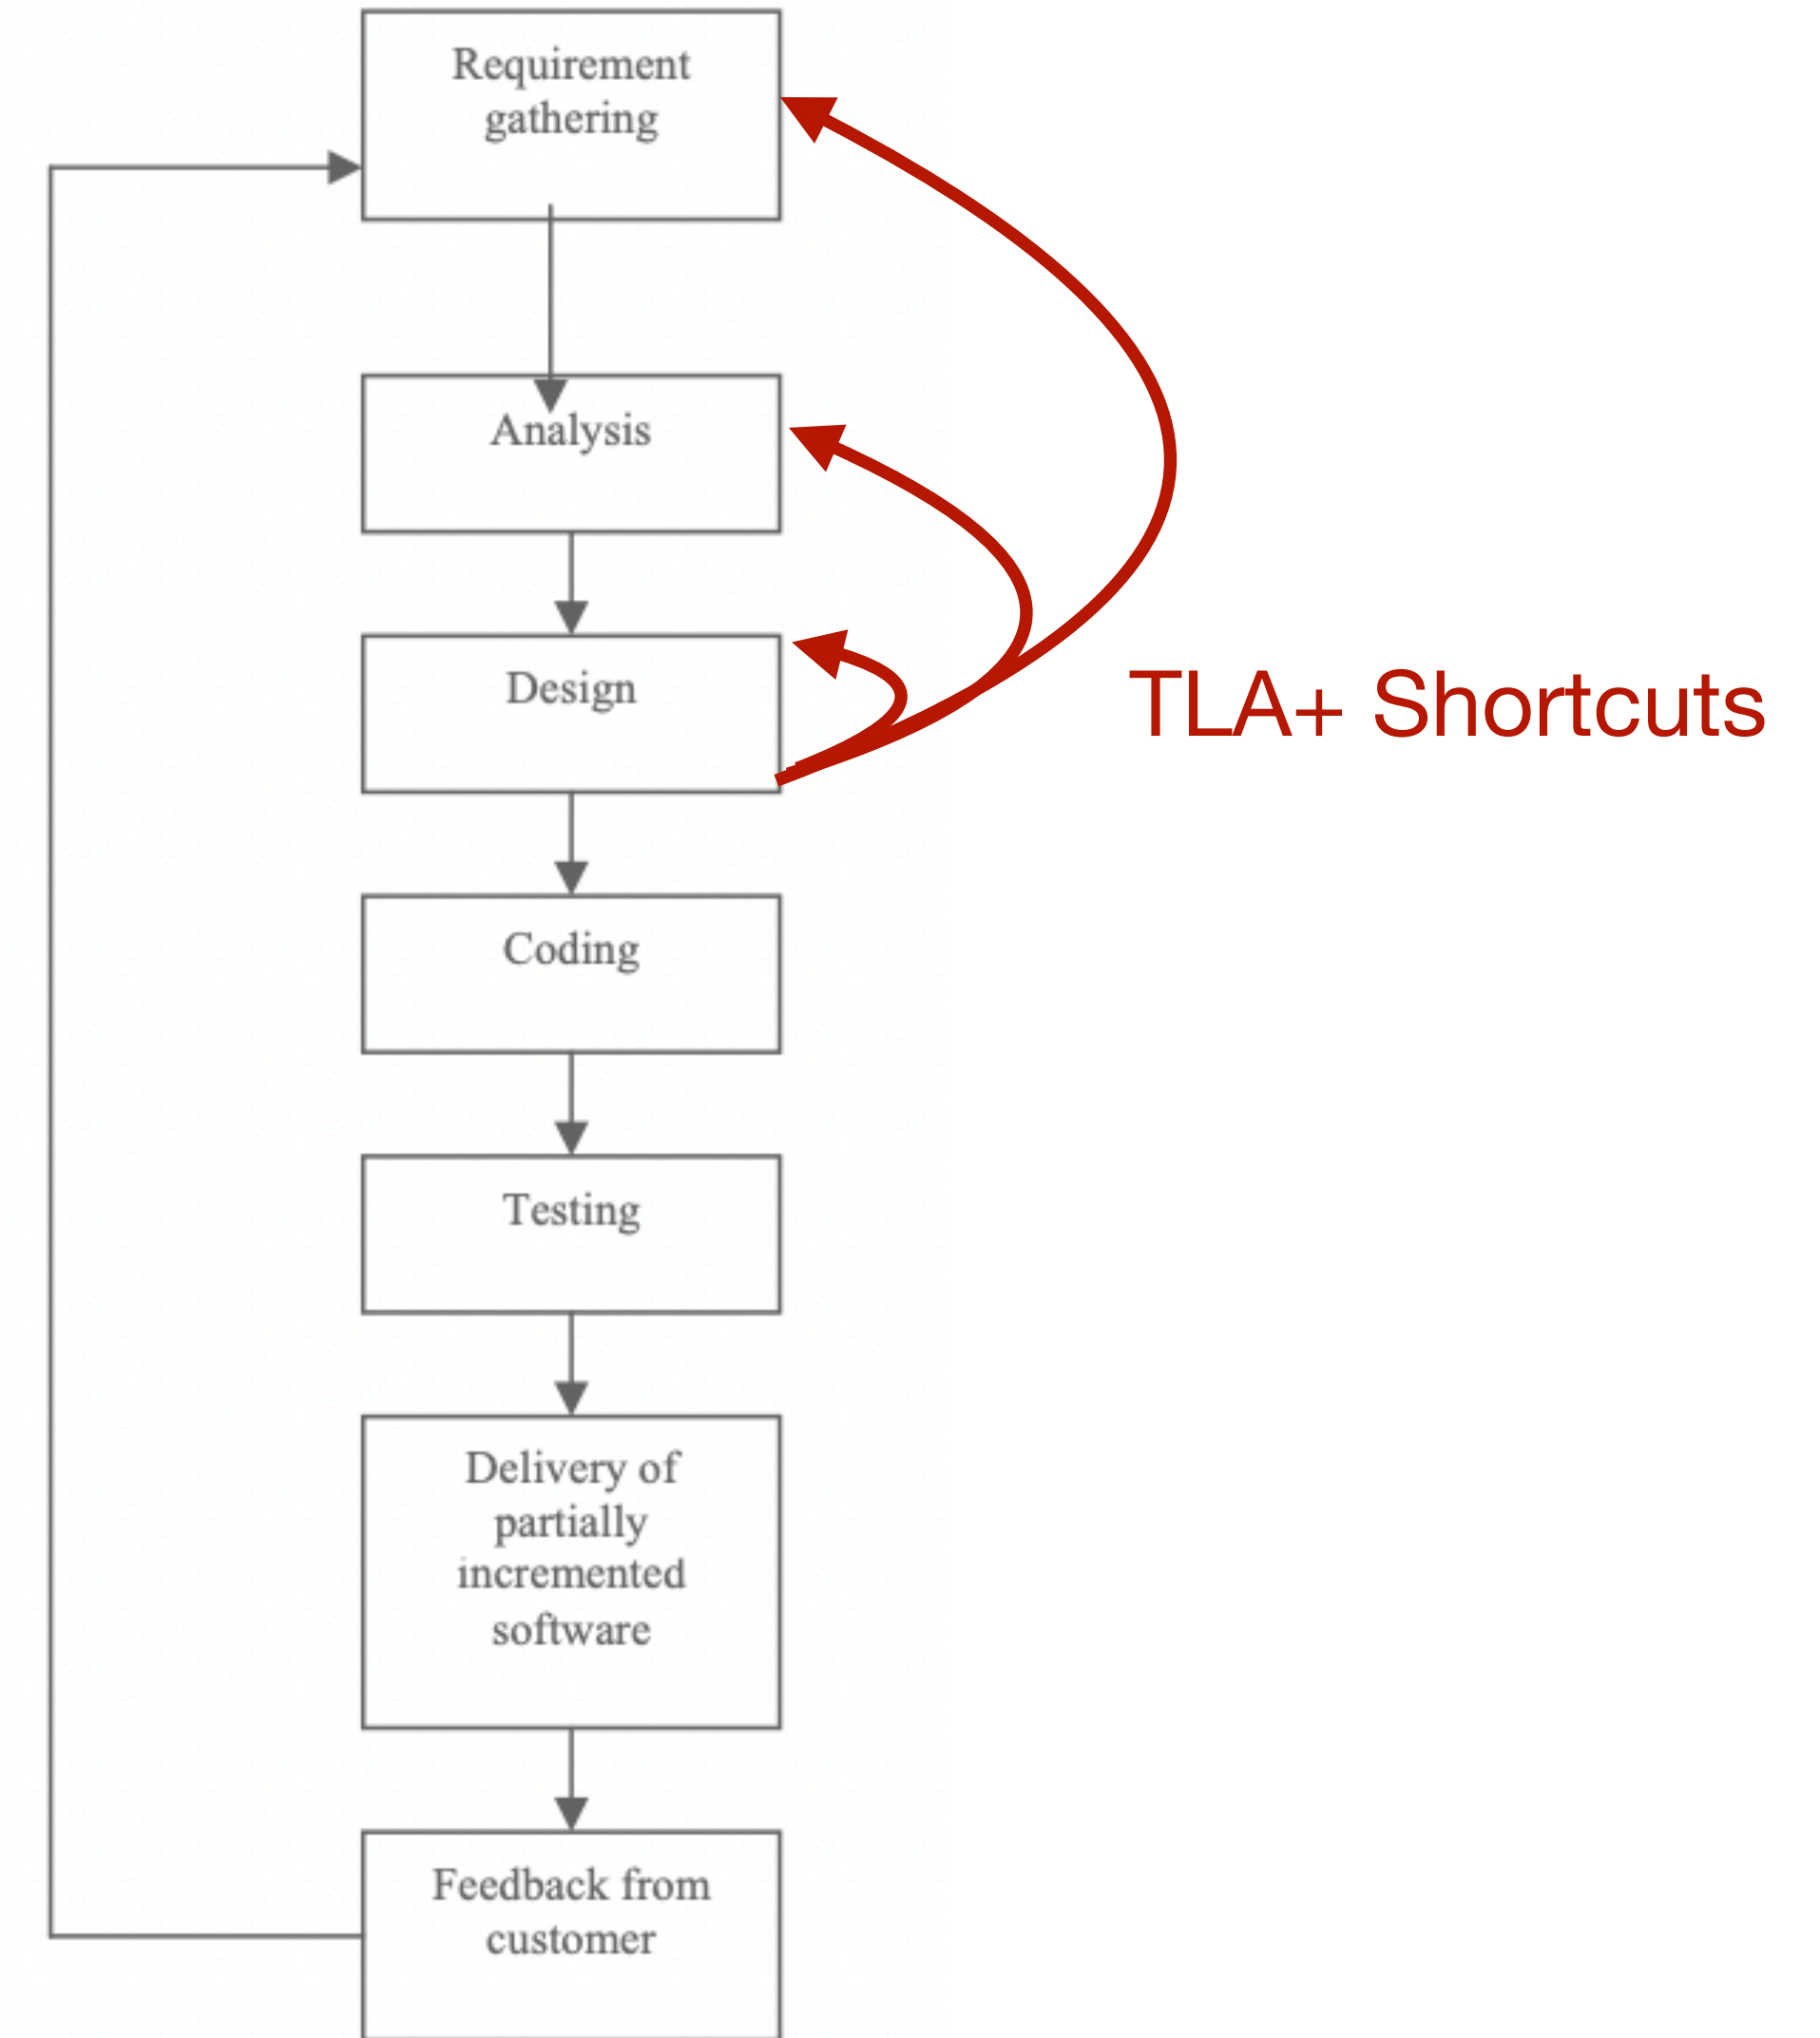 Requirement
gathering
Analysis
Design
TLA+ Shortcuts
Coding
Testing
Delivery of
partially
incremented
software
Feedback from
customer